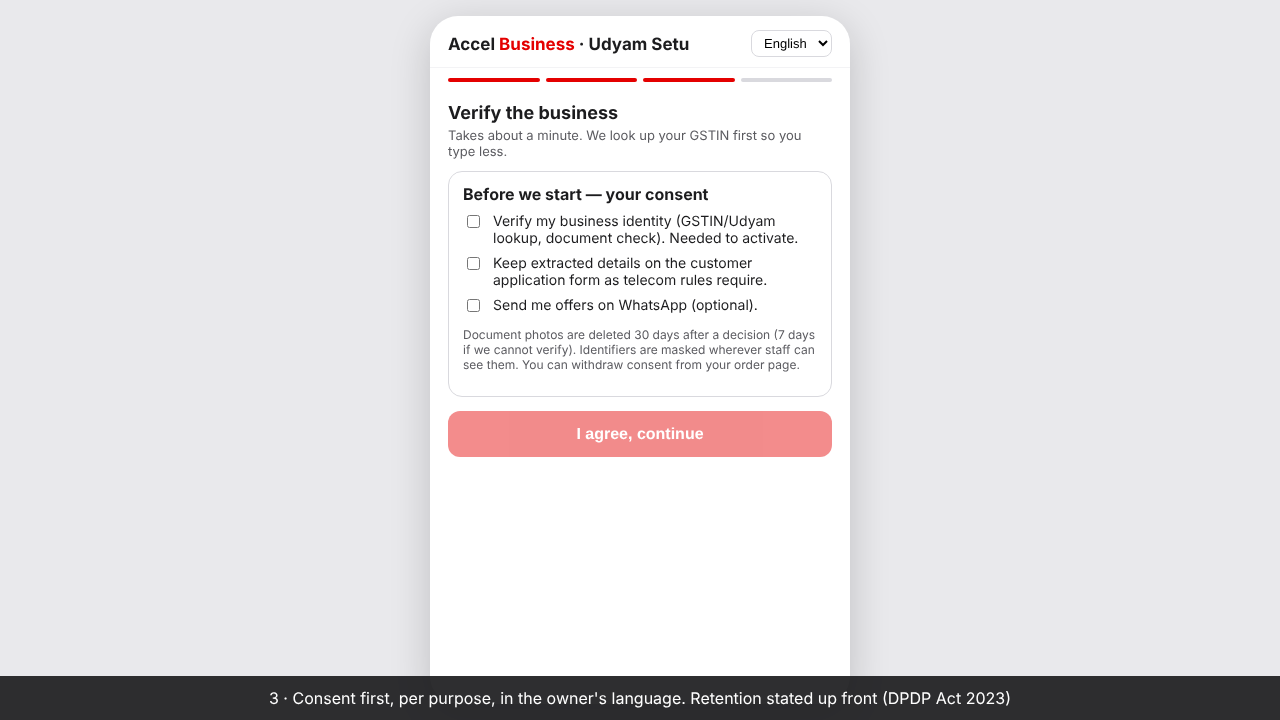 Accel Business · Udyam Setu
English
Verify the business
Takes about a minute. We look up your GSTIN first so you
type less.
Before we start — your consent
Verify my business identity (GSTIN/Udyam
lookup, document check). Needed to activate.
Keep extracted details on the customer
application form as telecom rules require.
Send me offers on WhatsApp (optional).
Document photos are deleted 30 days after a decision (7 days
if we cannot verify). Identifiers are masked wherever staff can
see them. You can withdraw consent from your order page.
I agree, continue
3 · Consent first, per purpose, in the owner's language. Retention stated up front (DPDP Act 2023)